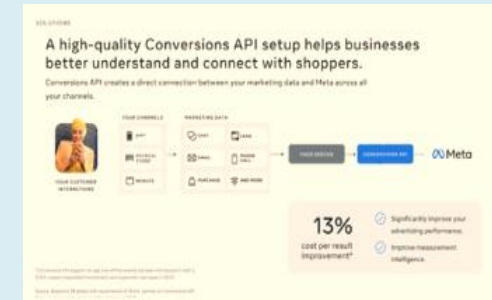 SOLUTIONS
A high-quality Conversions API setup helps businesses
better understand and connect with shoppers.
Conversions API creates a direct connection between your marketing data and Meta across all
your channels.
YOUR CHANNELS
MARKETING DATA
APP
CHAT
LEAD
PHYSICAL
STORE
EMAIL
PHONE
CALL
WEBSITE
PURCHASE
AND MORE
YOUR CUSTOMER
INTERACTIONS
CONVERSIONS API
Meta
13%
cost per result
improvement
Significantly improve your
advertising performance.
Improve measurement
intelligence.